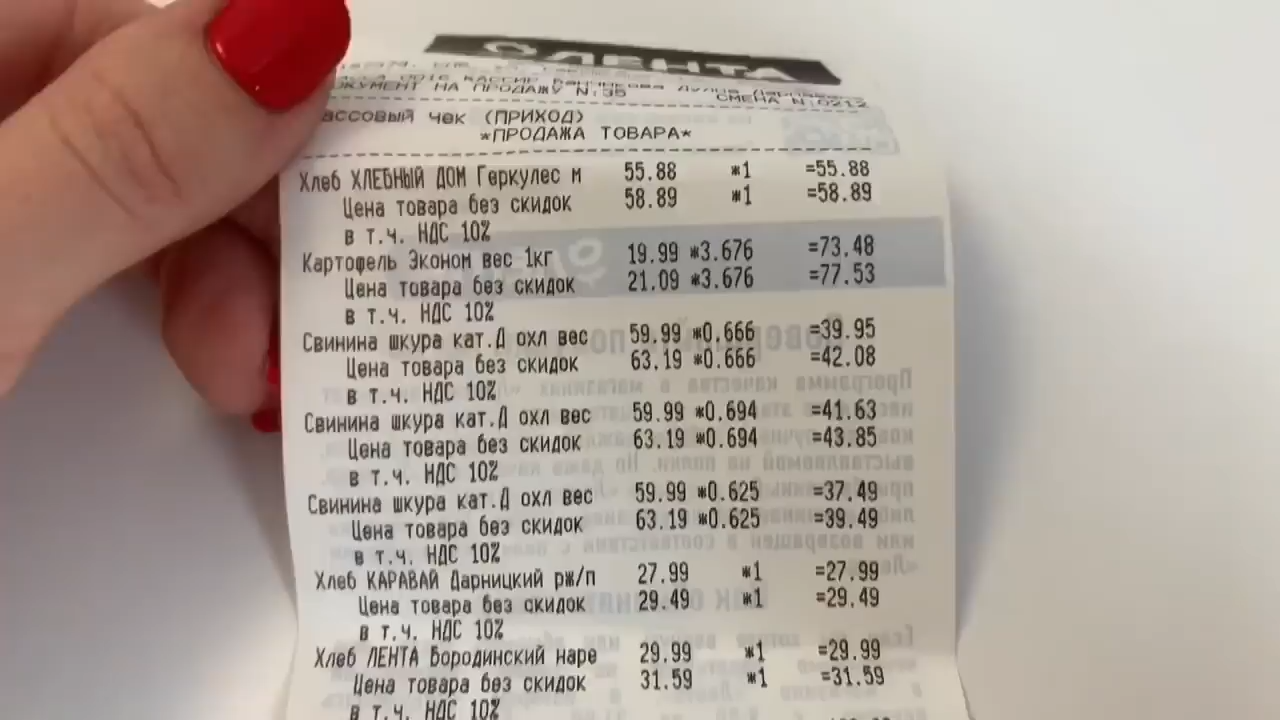 ЛЕНТА
ДОКУМЕНТ НА ПРОДАЖУ N:35 СМЕНА N:0212
Кассовый чек (ПРИХОД)
*ПРОДАЖА ТОВАРА*
Хлеб ХЛЕБНЫЙ ДОМ Геркулес м 55.88 *1 =55.88
Цена товара без скидок 58.89 *1 =58.89
в т.ч. НДС 10%
Картофель Эконом вес 1кг 19.99 *3.676 =73.48
Цена товара без скидок 21.09 *3.676 =77.53
в т.ч. НДС 10%
Свинина шкура кат.Д охл вес 59.99 *0.666 =39.95
Цена товара без скидок 63.19 *0.666 =42.08
в т.ч. НДС 10%
Свинина шкура кат.Д охл вес 59.99 *0.694 =41.63
Цена товара без скидок 63.19 *0.694 =43.85
в т.ч. НДС 10%
Свинина шкура кат.Д охл вес 59.99 *0.625 =37.49
Цена товара без скидок 63.19 *0.625 =39.49
в т.ч. НДС 10%
Хлеб КАРАВАЙ Дарницкий рж/п 27.99 *1 =27.99
Цена товара без скидок 29.49 *1 =29.49
в т.ч. НДС 10%
Хлеб ЛЕНТА Бородинский наре 29.99 *1 =29.99
Цена товара без скидок 31.59 *1 =31.59
в т.ч. НДС 10%